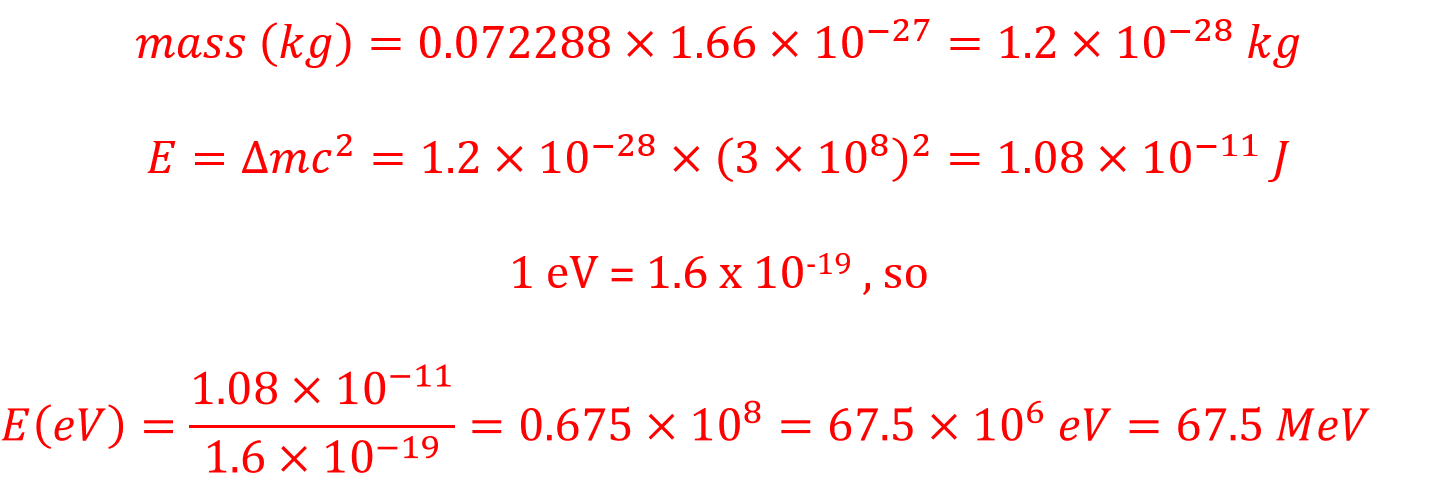 mass (kg) = 0.072288 × 1.66 × 10⁻²⁷ = 1.2 × 10⁻²⁸ kg
E = Δmc² = 1.2 × 10⁻²⁸ × (3 × 10⁸)² = 1.08 × 10⁻¹¹ J
1 eV = 1.6 x 10⁻¹⁹ , so
E(eV) = \frac{1.08 × 10⁻¹¹}{1.6 × 10⁻¹⁹} = 0.675 × 10⁸ = 67.5 × 10⁶ eV = 67.5 MeV